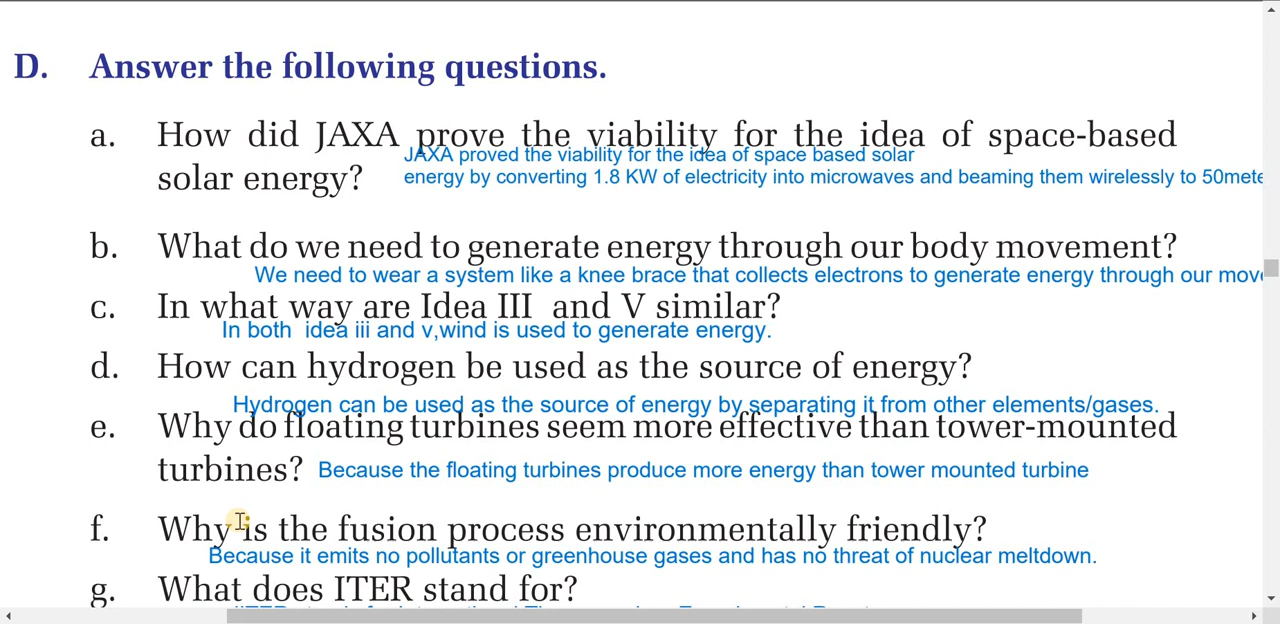 D. Answer the following questions.
a. How did JAXA prove the viability for the idea of space-based
JAXA proved the viability for the idea of space based solar
solar energy?
energy by converting 1.8 KW of electricity into microwaves and beaming them wirelessly to 50mete
b. What do we need to generate energy through our body movement?
We need to wear a system like a knee brace that collects electrons to generate energy through our move
c. In what way are Idea III and V similar?
In both idea iii and v,wind is used to generate energy.
d. How can hydrogen be used as the source of energy?
Hydrogen can be used as the source of energy by separating it from other elements/gases.
e. Why do floating turbines seem more effective than tower-mounted
turbines? Because the floating turbines produce more energy than tower mounted turbine
f. Why is the fusion process environmentally friendly?
Because it emits no pollutants or greenhouse gases and has no threat of nuclear meltdown.
g. What does ITER stand for?